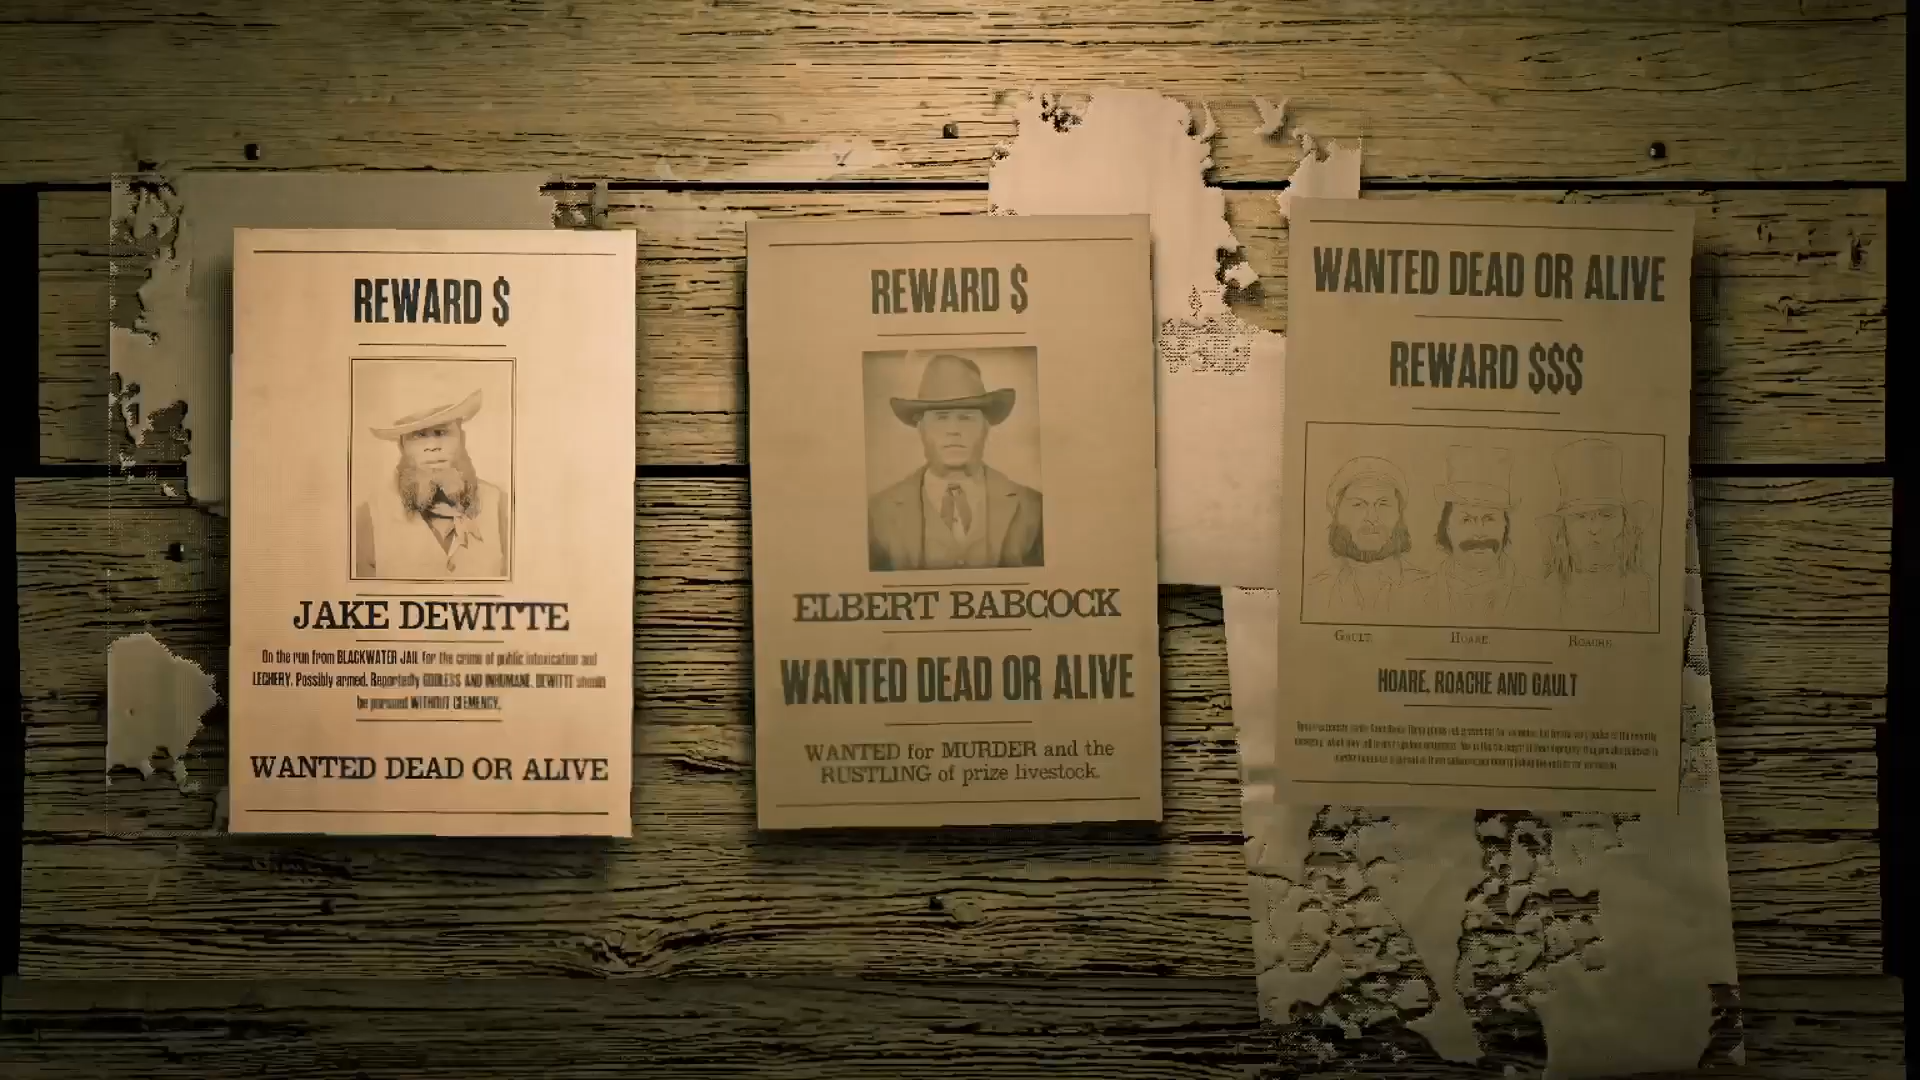 REWARD $
JAKE DEWITTE
On the run from BLACKWATER JAIL for the crime of public intoxication and
LECHERY. Possibly armed. Reportedly GODLESS AND INHUMANE. DEWITT should
be pursued WITHOUT CLEMENCY.
WANTED DEAD OR ALIVE
REWARD $
ELBERT BABCOCK
WANTED DEAD OR ALIVE
WANTED for MURDER and the
RUSTLING of prize livestock.
WANTED DEAD OR ALIVE
REWARD $$$
GAULT HOARE ROACHE
HOARE, ROACHE AND GAULT